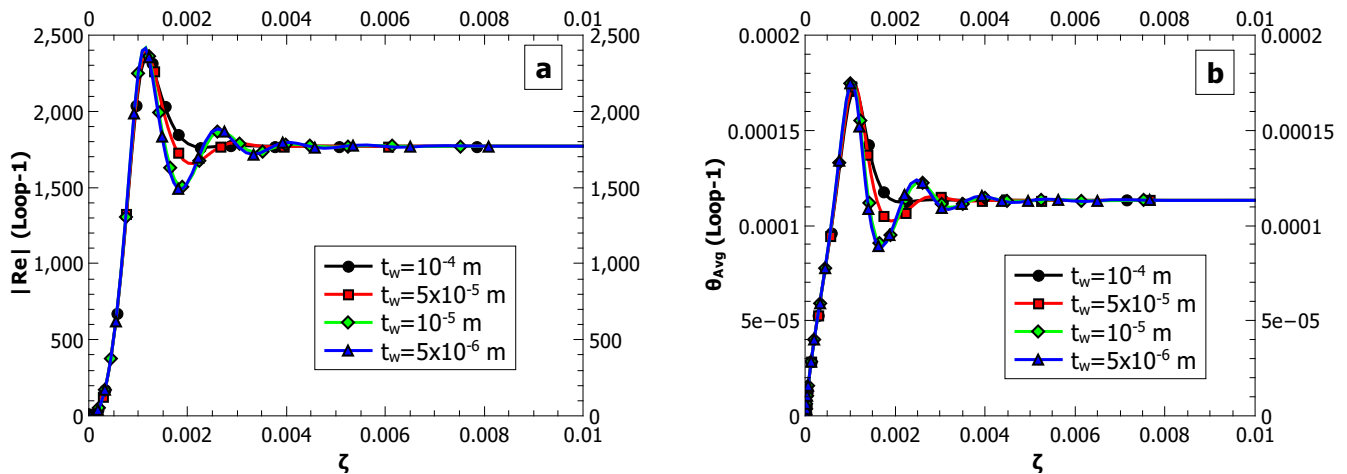 0 0.002 0.004 0.006 0.008 0.01
2,500 2,500
2,000 2,000
1,500 1,500
1,000 1,000
500 500
0 0
0 0.002 0.004 0.006 0.008 0.01
|Re| (Loop-1)
ζ
a
t_w=10^-4 m
t_w=5x10^-5 m
t_w=10^-5 m
t_w=5x10^-6 m
0 0.002 0.004 0.006 0.008 0.01
0.0002 0.0002
0.00015 0.00015
0.0001 0.0001
5e−05 5e−05
0 0
0 0.002 0.004 0.006 0.008 0.01
θ_Avg (Loop-1)
ζ
b
t_w=10^-4 m
t_w=5x10^-5 m
t_w=10^-5 m
t_w=5x10^-6 m